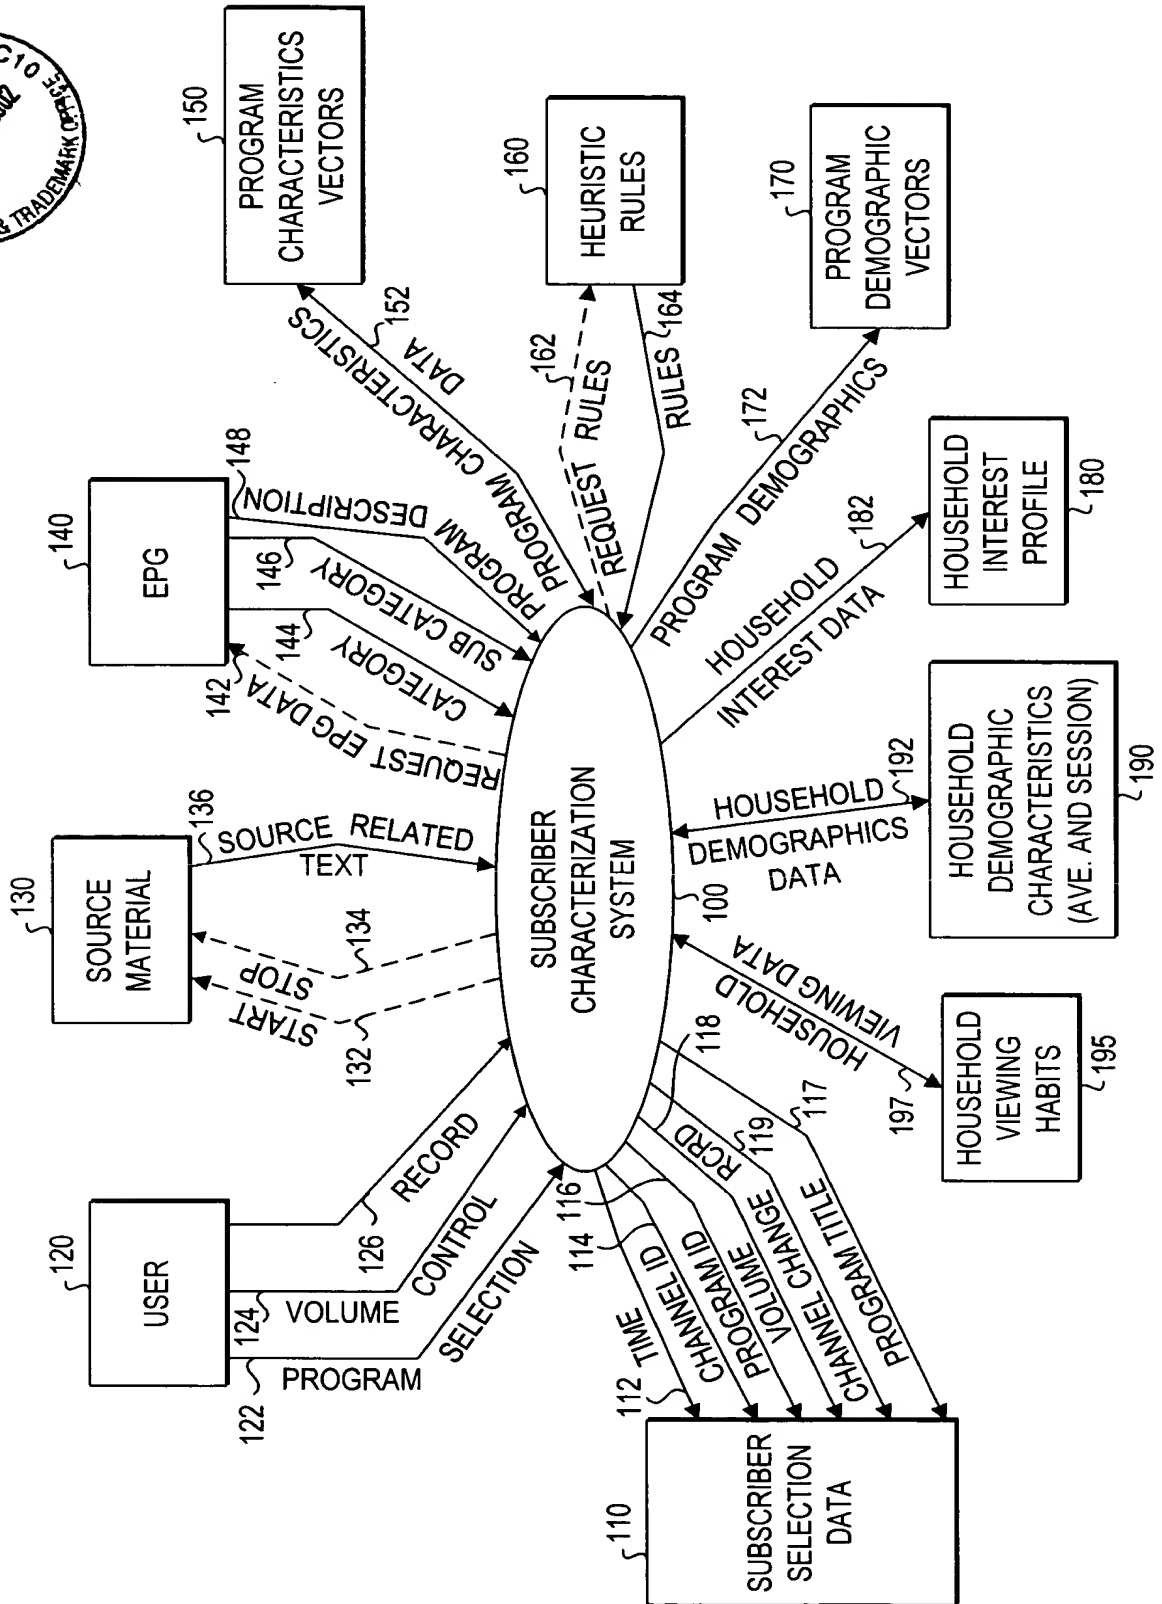 C10
& TRADEMARK OFFICE
120
USER
122
PROGRAM SELECTION
124
VOLUME CONTROL
126
RECORD
130
SOURCE
MATERIAL
132
START
134
STOP
136
SOURCE RELATED
TEXT
140
EPG
142
REQUEST EPG DATA
144
CATEGORY
146
SUB CATEGORY
148
PROGRAM DESCRIPTION
150
PROGRAM
CHARACTERISTICS
VECTORS
152
PROGRAM CHARACTERISTICS
DATA
160
HEURISTIC
RULES
162
REQUEST RULES
164
RULES
170
PROGRAM
DEMOGRAPHIC
VECTORS
172
PROGRAM DEMOGRAPHICS
SUBSCRIBER
CHARACTERIZATION
SYSTEM
100
110
SUBSCRIBER
SELECTION
DATA
112
TIME
114
CHANNEL ID
116
PROGRAM ID
118
VOLUME
RCRD
119
CHANNEL CHANGE
117
PROGRAM TITLE
HOUSEHOLD
VIEWING DATA
197
HOUSEHOLD
VIEWING
HABITS
195
HOUSEHOLD
DEMOGRAPHICS
DATA
192
HOUSEHOLD
DEMOGRAPHIC
CHARACTERISTICS
(AVE. AND SESSION)
190
HOUSEHOLD
INTEREST DATA
182
HOUSEHOLD
INTEREST
PROFILE
180